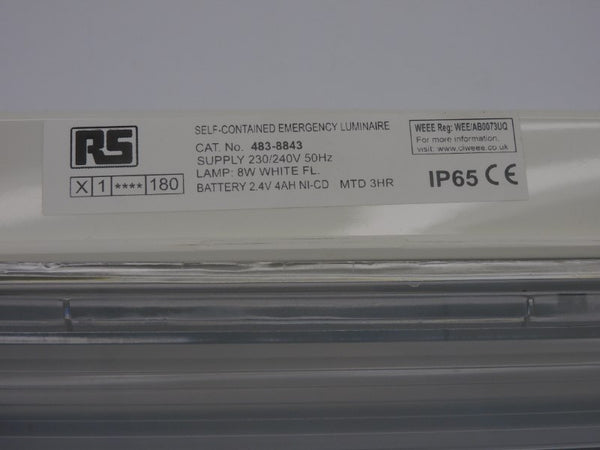 RS
X 1 **** 180
SELF-CONTAINED EMERGENCY LUMINAIRE
CAT. No. 483-8843
SUPPLY 230/240V 50Hz
LAMP: 8W WHITE FL.
BATTERY 2.4V 4AH NI-CD MTD 3HR
WEEE Reg: WEE/AB0073UQ
For more information.
visit: www.clweee.co.uk
IP65 CE